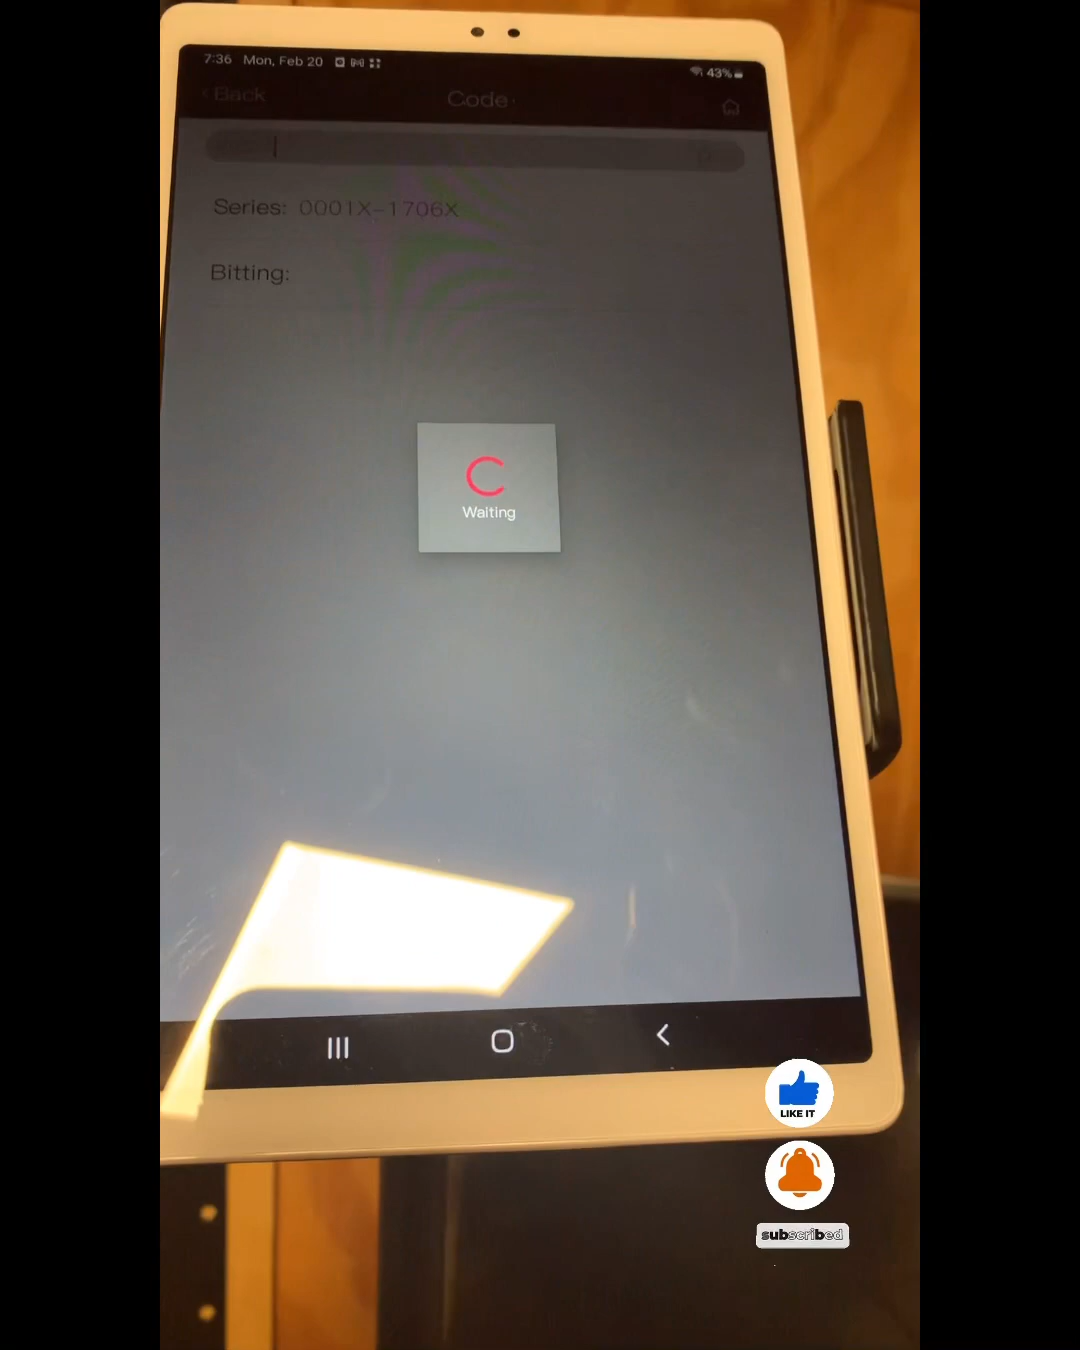 7:36 Mon, Feb 20
43%
Back
Code
Series: 0001X-1706X
Bitting:
Waiting
LIKE IT
subscribed